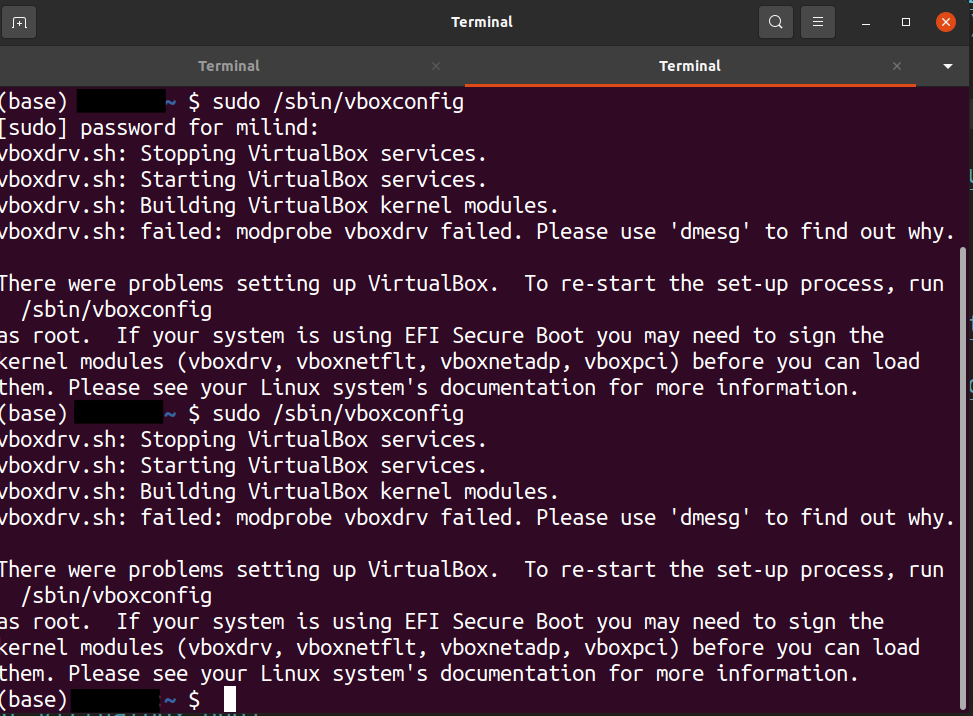 Terminal
Terminal
Terminal
(base) ~ $ sudo /sbin/vboxconfig
[sudo] password for milind:
vboxdrv.sh: Stopping VirtualBox services.
vboxdrv.sh: Starting VirtualBox services.
vboxdrv.sh: Building VirtualBox kernel modules.
vboxdrv.sh: failed: modprobe vboxdrv failed. Please use 'dmesg' to find out why.
There were problems setting up VirtualBox.  To re-start the set-up process, run
/sbin/vboxconfig
as root.  If your system is using EFI Secure Boot you may need to sign the
kernel modules (vboxdrv, vboxnetflt, vboxnetadp, vboxpci) before you can load
them. Please see your Linux system's documentation for more information.
(base) ~ $ sudo /sbin/vboxconfig
vboxdrv.sh: Stopping VirtualBox services.
vboxdrv.sh: Starting VirtualBox services.
vboxdrv.sh: Building VirtualBox kernel modules.
vboxdrv.sh: failed: modprobe vboxdrv failed. Please use 'dmesg' to find out why.
There were problems setting up VirtualBox.  To re-start the set-up process, run
/sbin/vboxconfig
as root.  If your system is using EFI Secure Boot you may need to sign the
kernel modules (vboxdrv, vboxnetflt, vboxnetadp, vboxpci) before you can load
them. Please see your Linux system's documentation for more information.
(base) ~ $